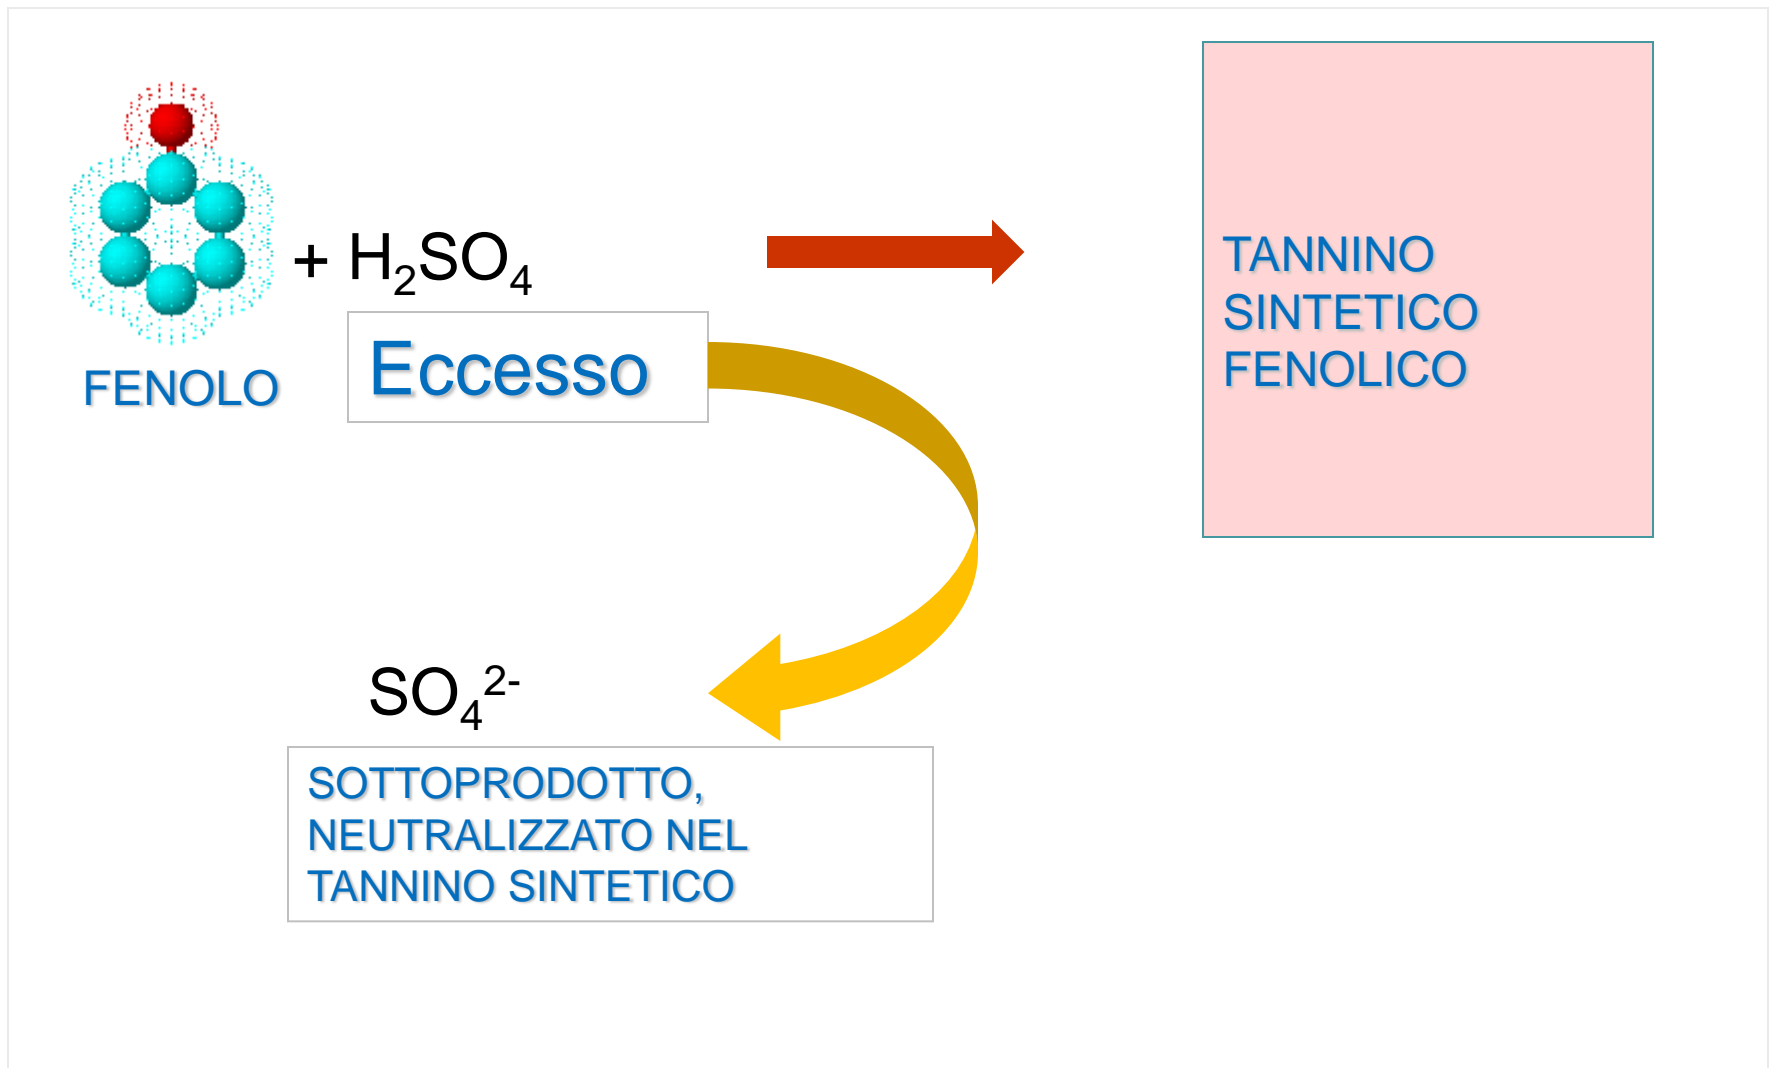 + H₂SO₄
Eccesso
FENOLO
TANNINO
SINTETICO
FENOLICO
SO₄²⁻
SOTTOPRODOTTO,
NEUTRALIZZATO NEL
TANNINO SINTETICO